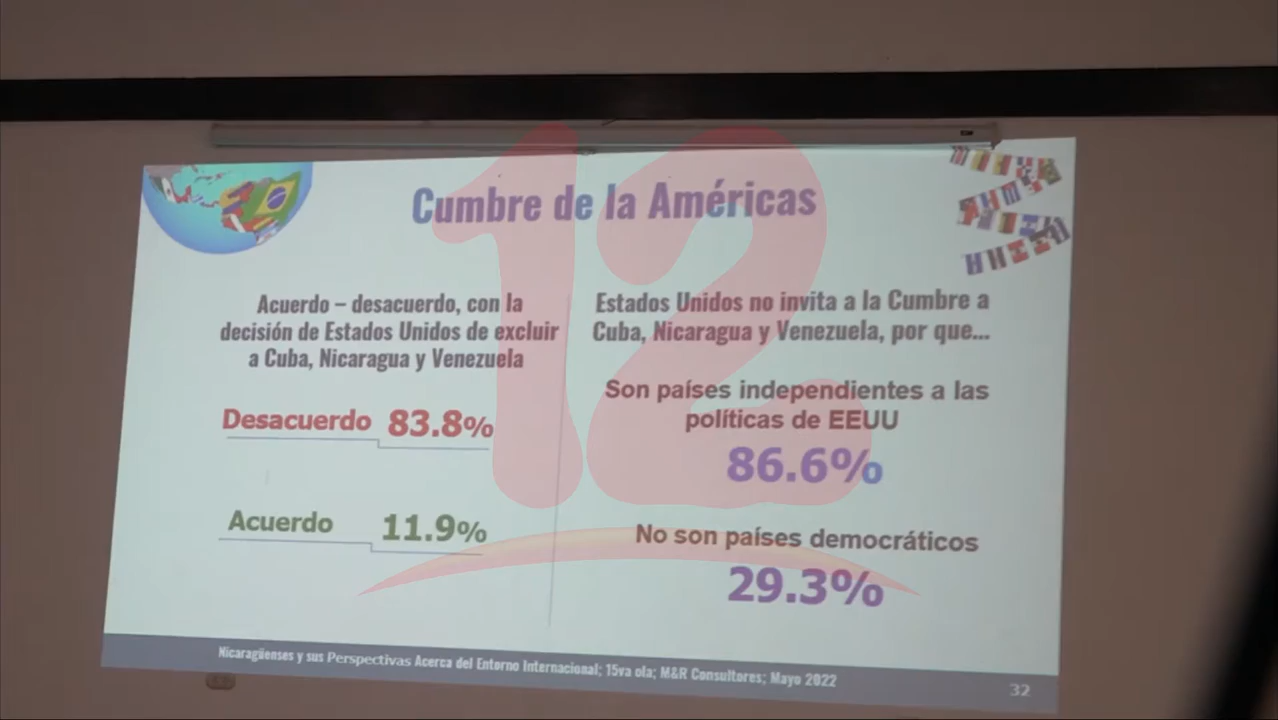 Cumbre de la Américas
Acuerdo – desacuerdo, con la
decisión de Estados Unidos de excluir
a Cuba, Nicaragua y Venezuela
Desacuerdo 83.8%
Acuerdo 11.9%
Estados Unidos no invita a la Cumbre a
Cuba, Nicaragua y Venezuela, por que...
Son países independientes a las
políticas de EEUU
86.6%
No son países democráticos
29.3%
Nicaragüenses y sus Perspectivas Acerca del Entorno Internacional; 15va ola; M&R Consultores; Mayo 2022
32
12